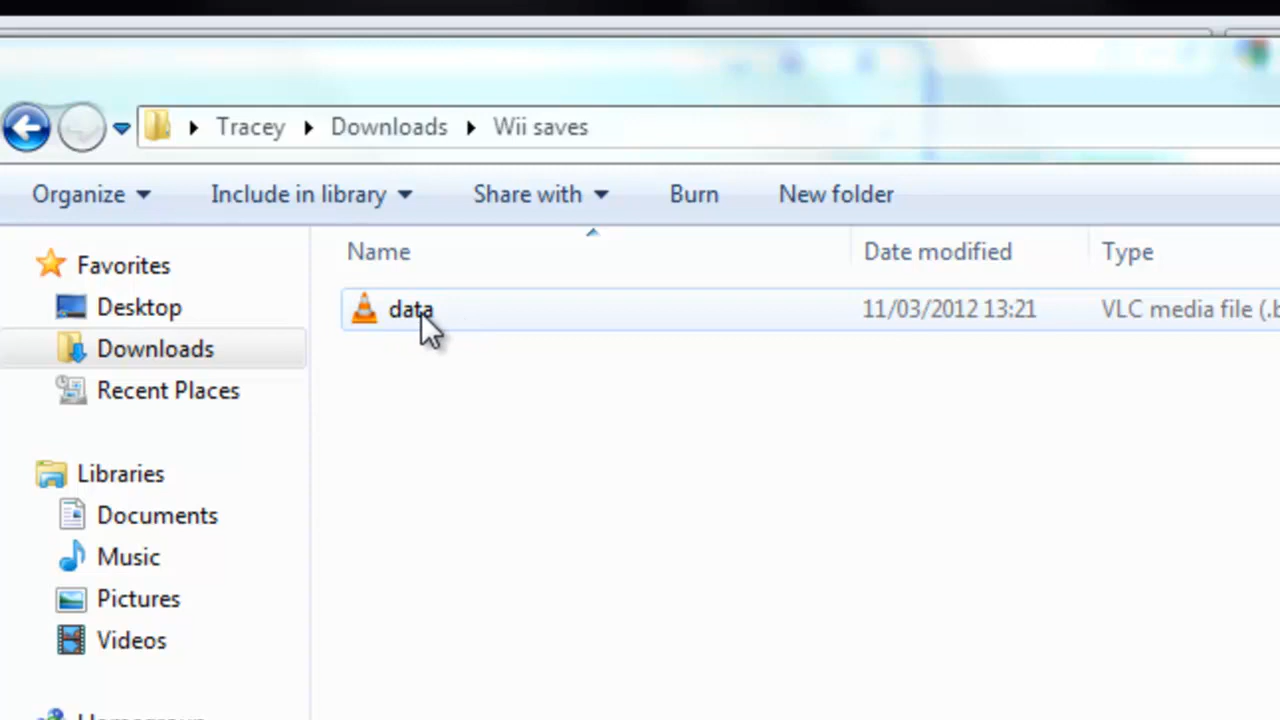 Tracey Downloads Wii saves
Organize Include in library Share with Burn New folder
Name Date modified Type
data 11/03/2012 13:21 VLC media file (.b
Favorites
Desktop
Downloads
Recent Places
Libraries
Documents
Music
Pictures
Videos